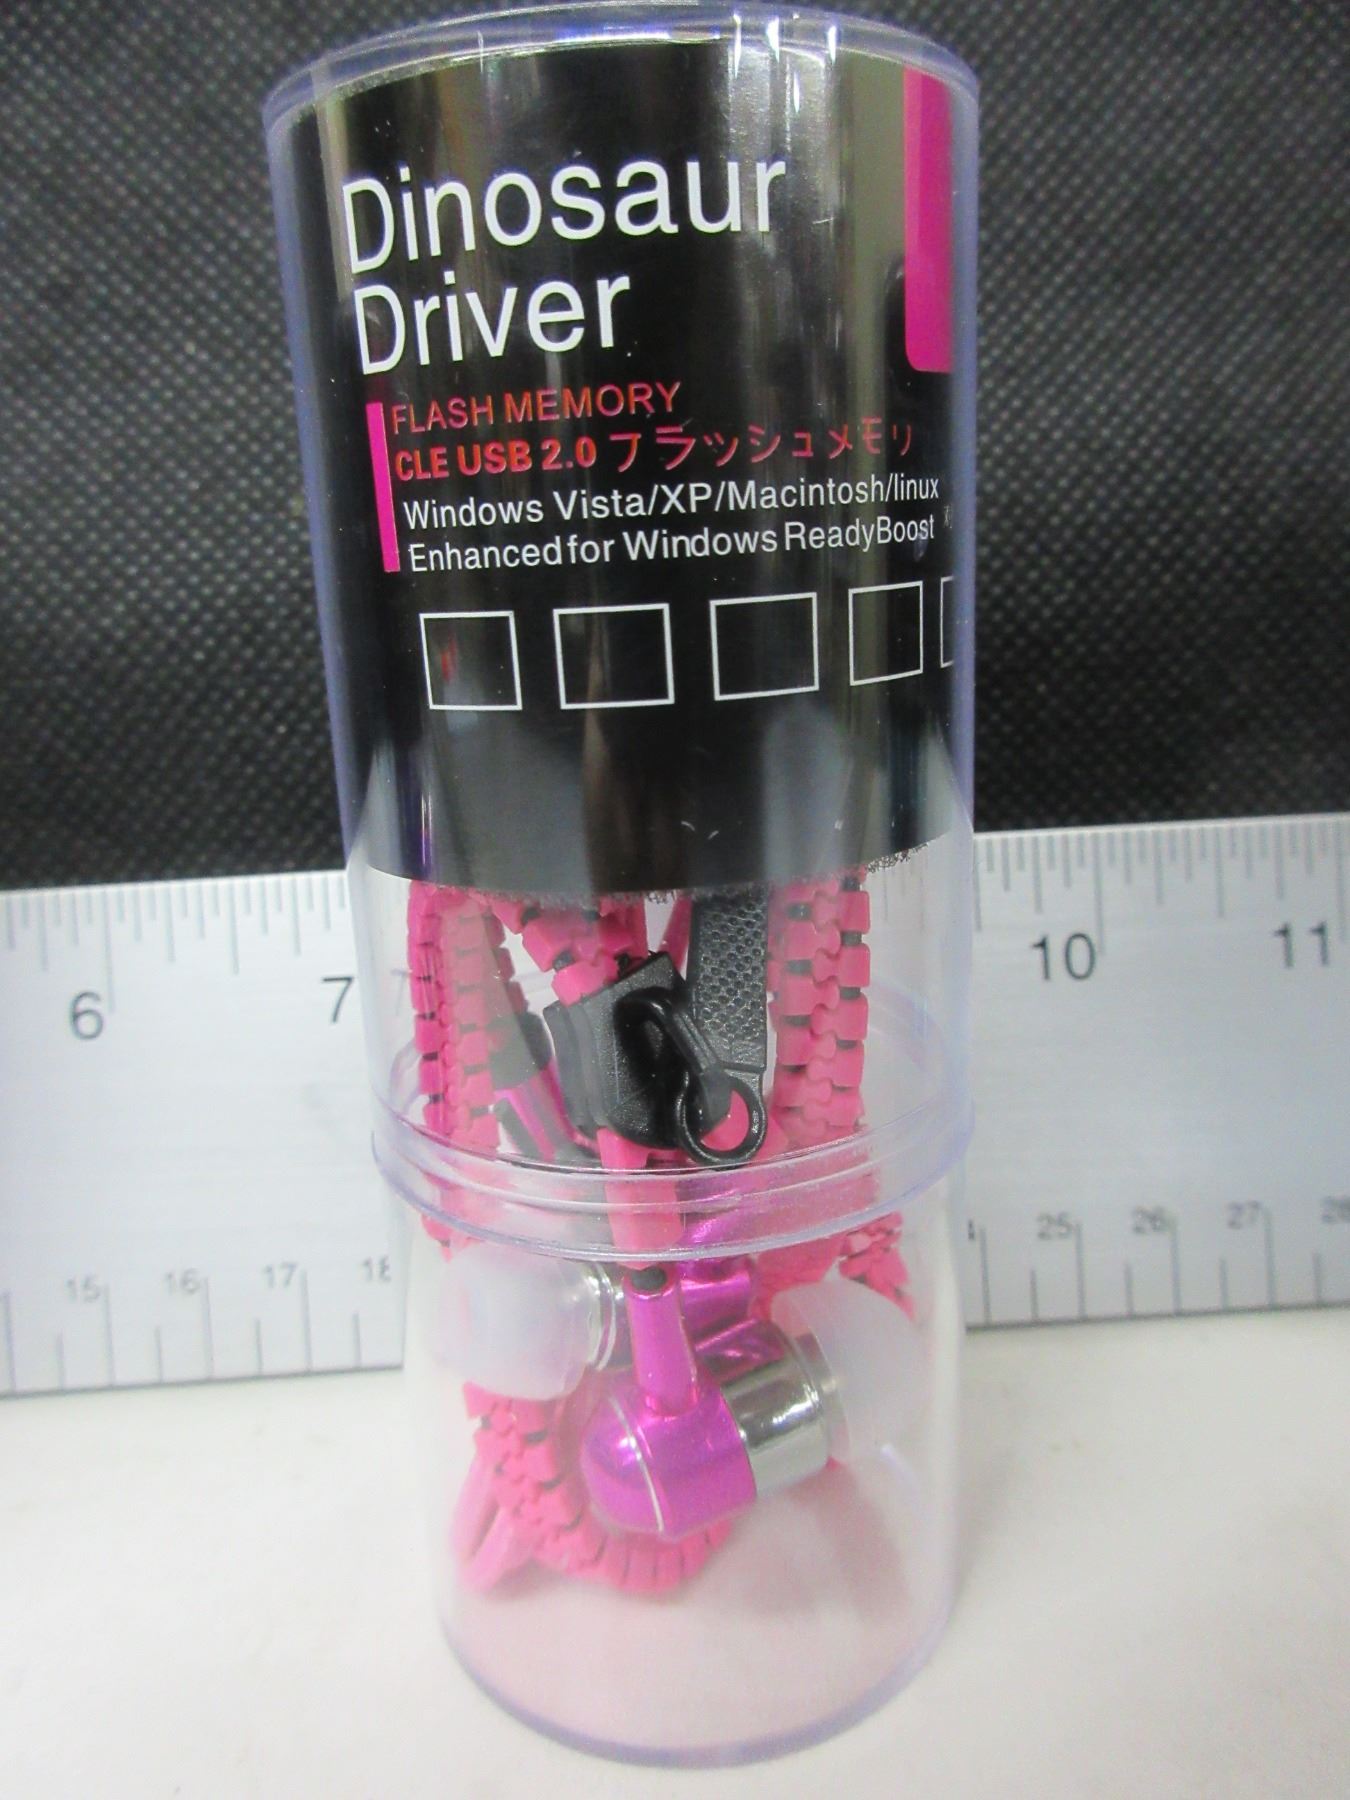 Dinosaur
Driver
FLASH MEMORY
CLE USB 2.0 フラッシュメモリ
Windows Vista/XP/Macintosh/linux
Enhanced for Windows ReadyBoost
6 7 10 11
15 16 17 18 25 26 27 28